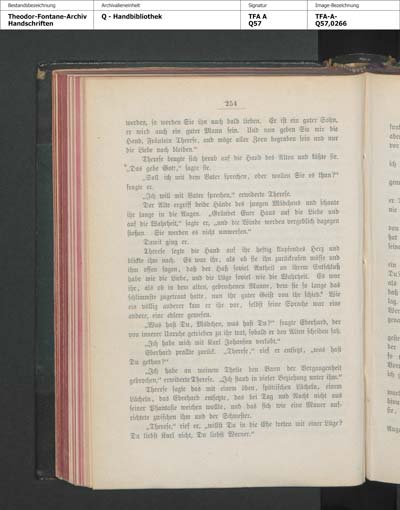 Bestandsbezeichnung
Archivalieneinheit
Signatur
Image-Bezeichnung
Theodor-Fontane-Archiv
Handschriften
Q - Handbibliothek
TFA A
Q57
TFA-A-
Q57,0266
254
werden, so werden Sie ihn auch bald lieben. Er ist ein guter Sohn,
er wird auch ein guter Mann sein. Und nun geben Sie mir die
Hand, Fräulein Therese, und möge aller Zorn begraben sein und nur
die Liebe noch bleiben."
Therese beugte sich herab auf die Hand des Alten und küßte sie.
„Das gebe Gott," sagte sie.
„Soll ich mit dem Vater sprechen, oder wollen Sie es thun?"
fragte er.
„Ich will mit Vater sprechen," erwiderte Therese.
Der Alte ergriff beide Hände des jungen Mädchens und schaute
ihr lange in die Augen. „Gründet Euer Haus auf die Liebe und
auf die Wahrheit," sagte er, „und die Winde werden vergeblich dagegen
stoßen. Sie werden es nicht umwerfen."
Damit ging er.
Therese legte die Hand auf ihr heftig klopfendes Herz und
blickte ihm nach. Es war ihr, als ob sie ihn zurückrufen müsse und
ihm offen sagen, daß der Haß soviel Antheil an ihrem Entschluß
habe wie die Liebe, und die Lüge soviel wie die Wahrheit. Es war
ihr, als ob in dem alten, gebrochenen Manne, dem sie so lange das
schlimmste zugetraut hatte, nun ihr guter Geist von ihr schied. Wie
ein völlig anderer kam er ihr vor, selbst seine Sprache war eine
andere, eine edlere gewesen.
„Was hast Du, Mädchen, was hast Du?" fragte Eberhard, der
von innerer Unruhe getrieben zu ihr trat, sobald er den Alten scheiden sah.
„Ich habe mich mit Karl Johannsen verlobt."
Eberhard prallte zurück. „Therese," rief er entsetzt, „was hast
Du gethan?"
„Ich habe an meinem Theile den Bann der Vergangenheit
gebrochen," erwiderte Therese. „Ich stand in vieler Beziehung unter ihm."
Therese sagte das mit einem öden, spöttischen Lächeln, einem
Lächeln, das Eberhard entsetzte, das bei Tag und Nacht nicht aus
seiner Phantasie weichen wollte, und das sich wie eine Mauer auf-
richtete zwischen ihm und der Schwester.
„Therese," rief er, „willst Du in die Ehe treten mit einer Lüge?
Du liebst Karl nicht, Du liebst Werner."